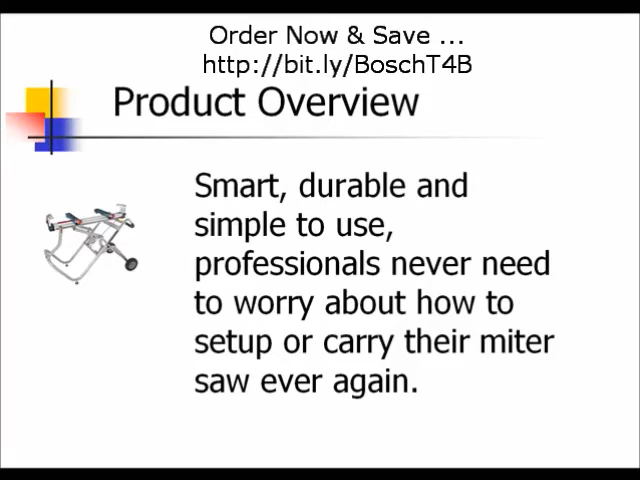 Order Now & Save ...
http://bit.ly/BoschT4B
Product Overview
Smart, durable and
simple to use,
professionals never need
to worry about how to
setup or carry their miter
saw ever again.